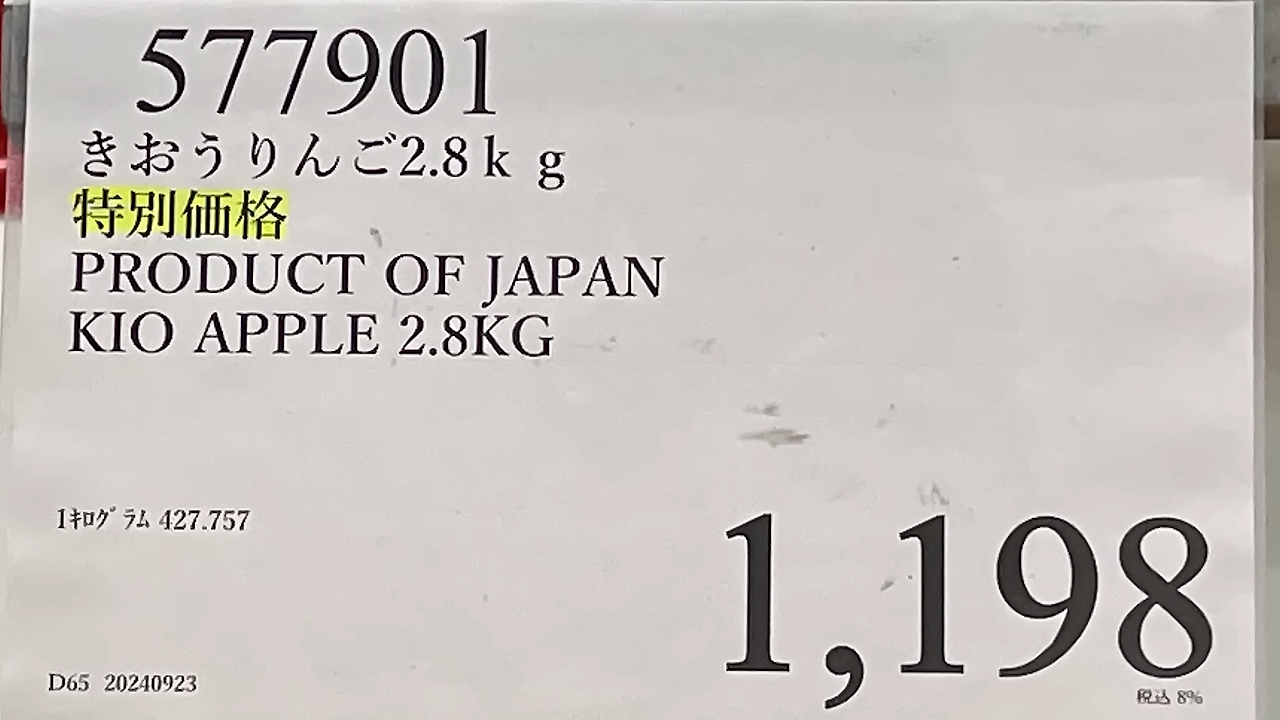 577901
きおうりんご2.8ｋｇ
特別価格
PRODUCT OF JAPAN
KIO APPLE 2.8KG
1ｷﾛｸﾞﾗﾑ 427.757
1,198
税込 8%
D65 20240923